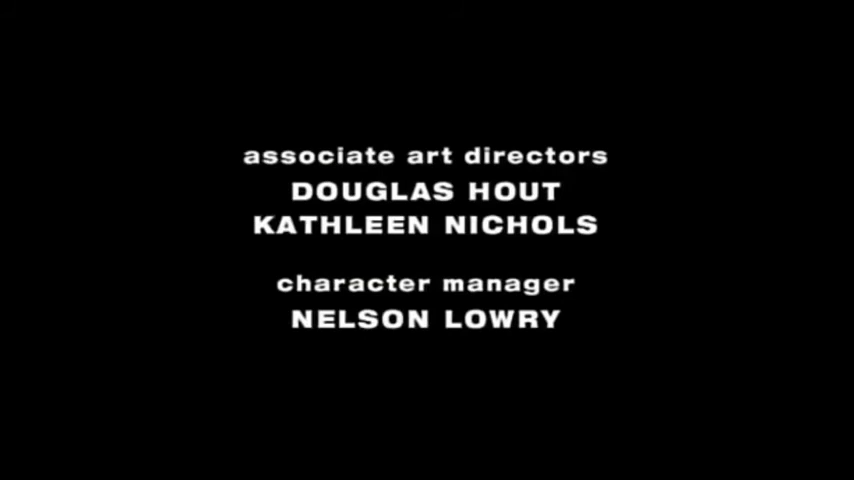 associate art directors
DOUGLAS HOUT
KATHLEEN NICHOLS
character manager
NELSON LOWRY